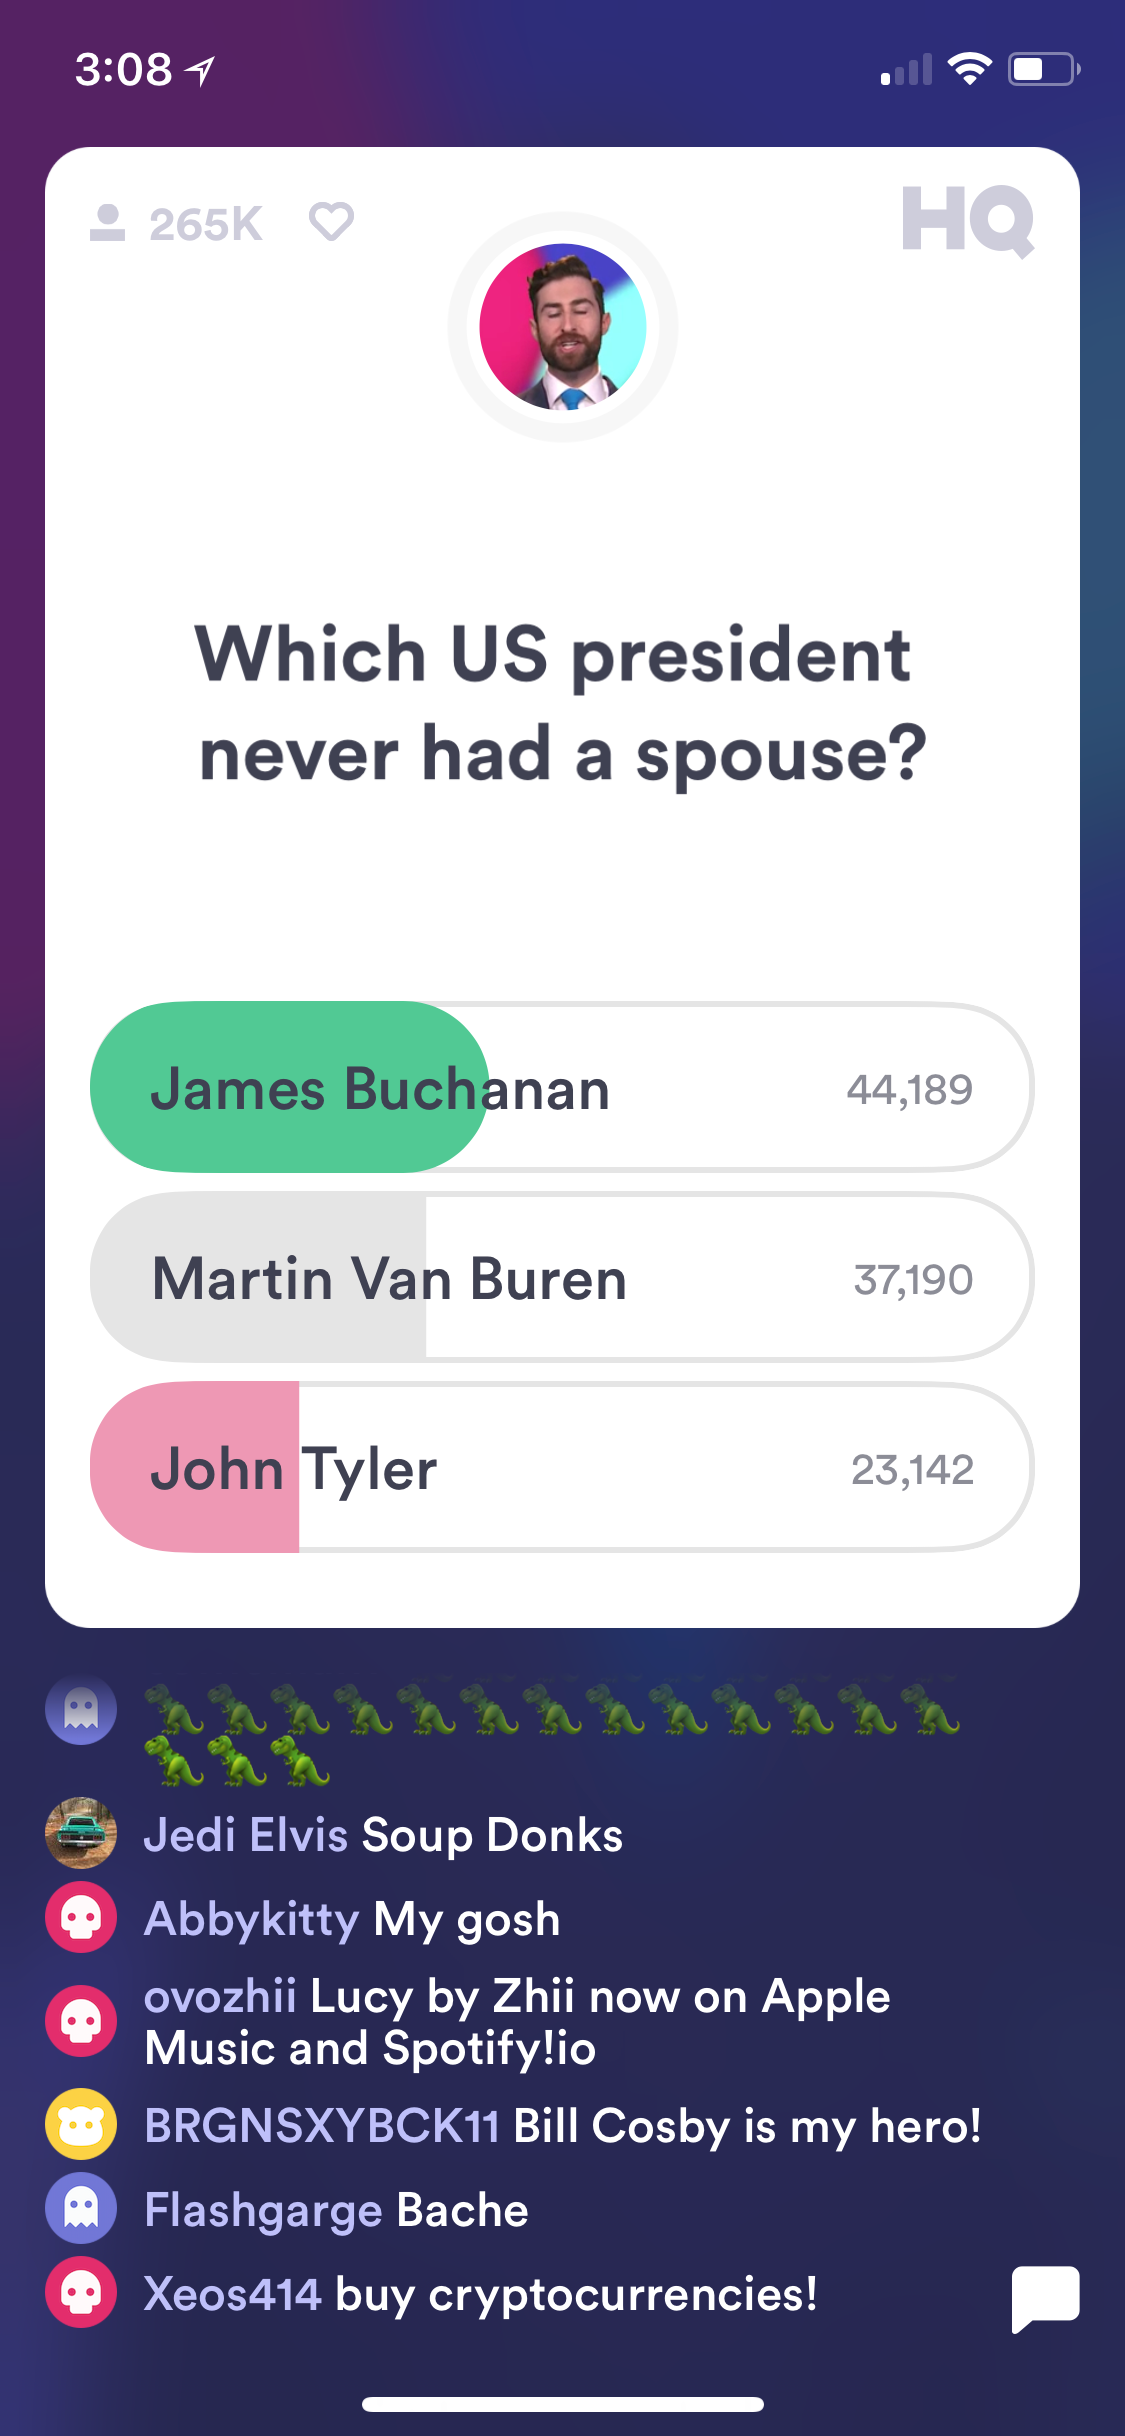 3:08
265K
HQ
Which US president
never had a spouse?
James Buchanan 44,189
Martin Van Buren 37,190
John Tyler 23,142
Jedi Elvis Soup Donks
Abbykitty My gosh
ovozhii Lucy by Zhii now on Apple
Music and Spotify!io
BRGNSXYBCK11 Bill Cosby is my hero!
Flashgarge Bache
Xeos414 buy cryptocurrencies!